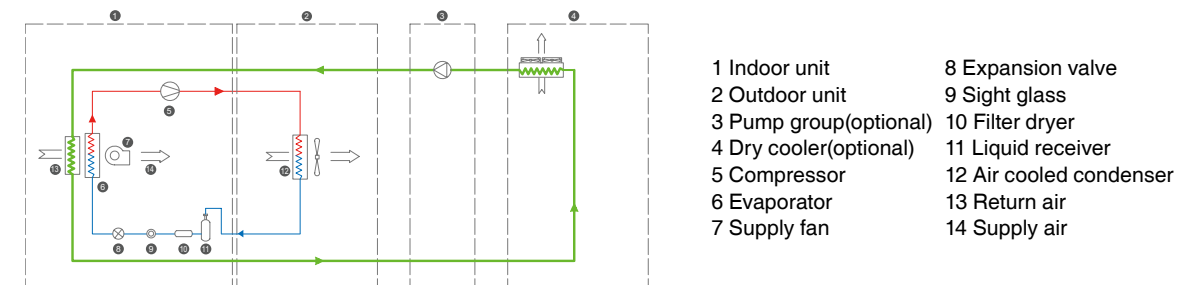 1 2 3 4
5
7
13 14 12
6
8 9 10 11
1 Indoor unit
2 Outdoor unit
3 Pump group(optional)
4 Dry cooler(optional)
5 Compressor
6 Evaporator
7 Supply fan
8 Expansion valve
9 Sight glass
10 Filter dryer
11 Liquid receiver
12 Air cooled condenser
13 Return air
14 Supply air